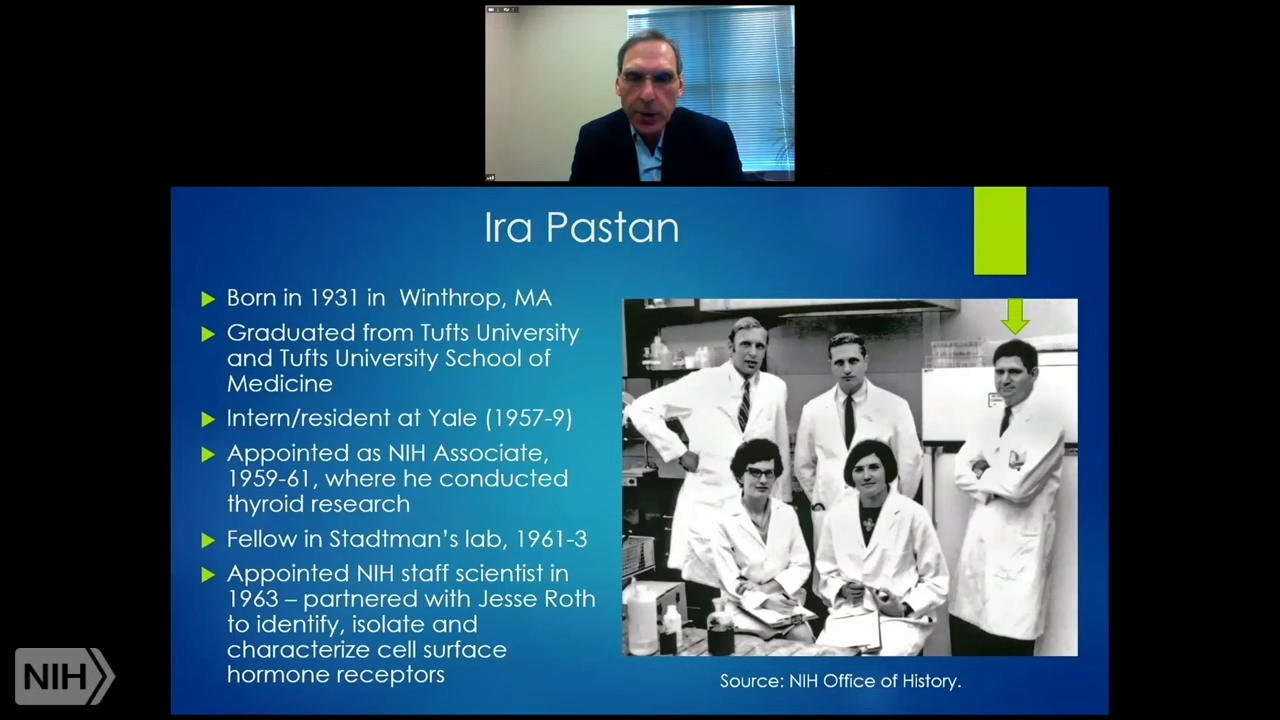 Ira Pastan
Born in 1931 in Winthrop, MA
Graduated from Tufts University
and Tufts University School of
Medicine
Intern/resident at Yale (1957-9)
Appointed as NIH Associate,
1959-61, where he conducted
thyroid research
Fellow in Stadtman's lab, 1961-3
Appointed NIH staff scientist in
1963 – partnered with Jesse Roth
to identify, isolate and
characterize cell surface
hormone receptors
Source: NIH Office of History.
NIH